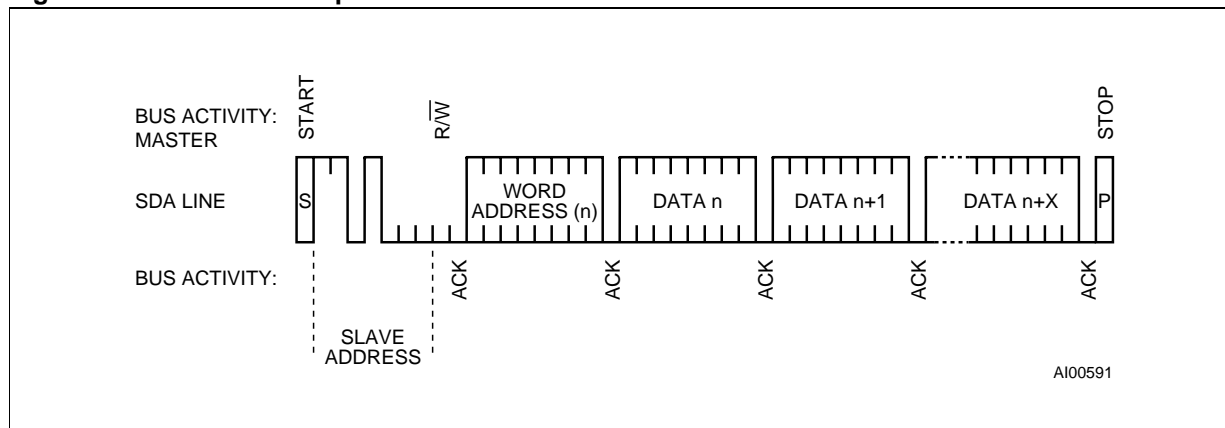 START
R/W
STOP
BUS ACTIVITY:
MASTER
SDA LINE
S
WORD
ADDRESS (n)
DATA n
DATA n+1
DATA n+X
P
BUS ACTIVITY:
ACK
ACK
ACK
ACK
ACK
SLAVE
ADDRESS
AI00591